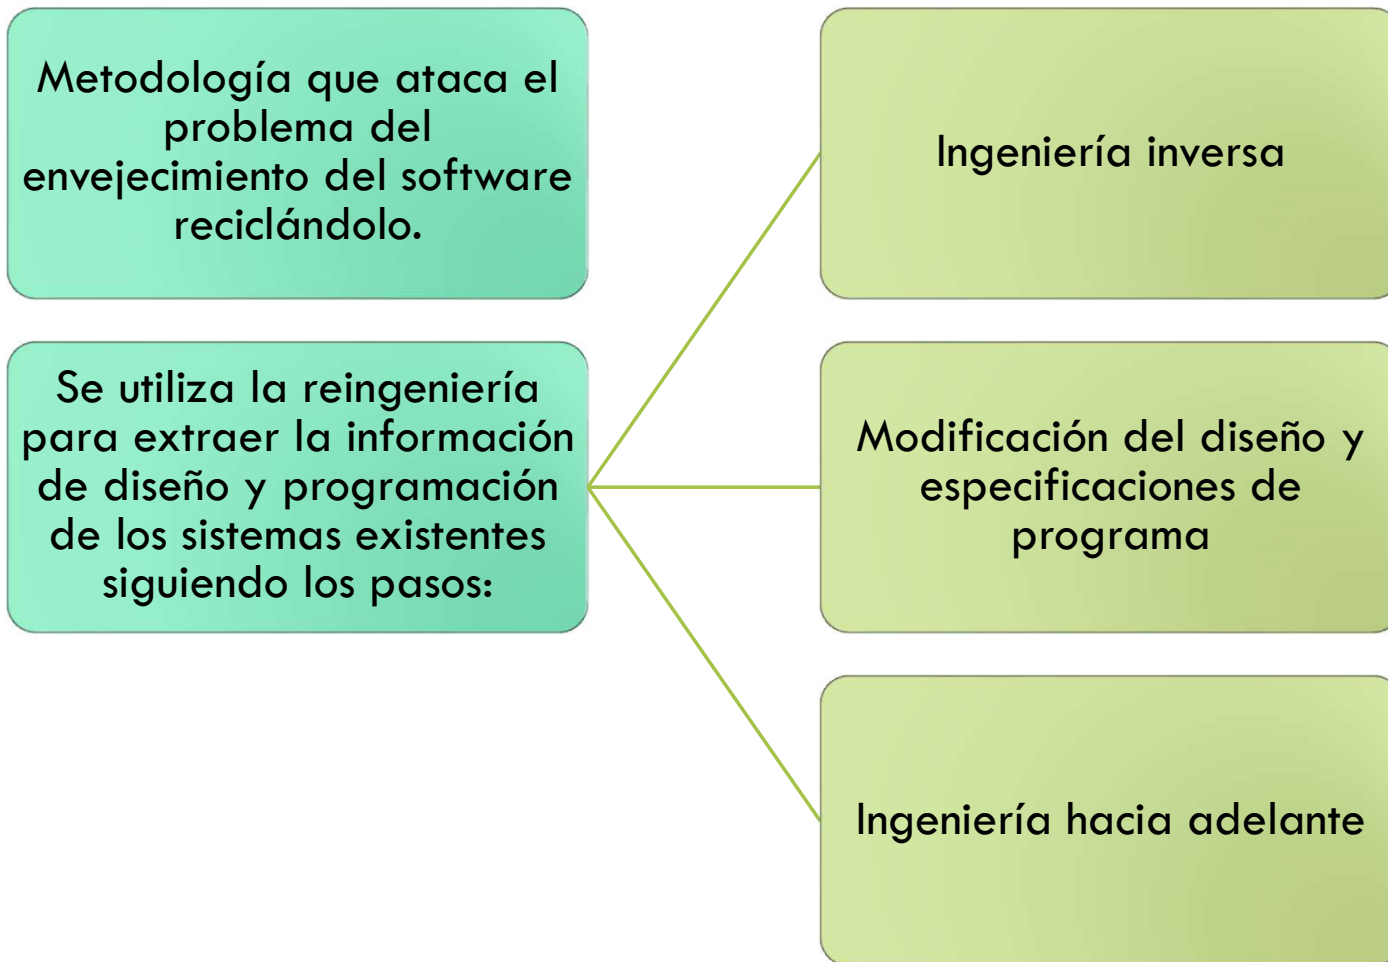 Metodología que ataca el
problema del
envejecimiento del software
reciclándolo.
Se utiliza la reingeniería
para extraer la información
de diseño y programación
de los sistemas existentes
siguiendo los pasos:
Ingeniería inversa
Modificación del diseño y
especificaciones de
programa
Ingeniería hacia adelante